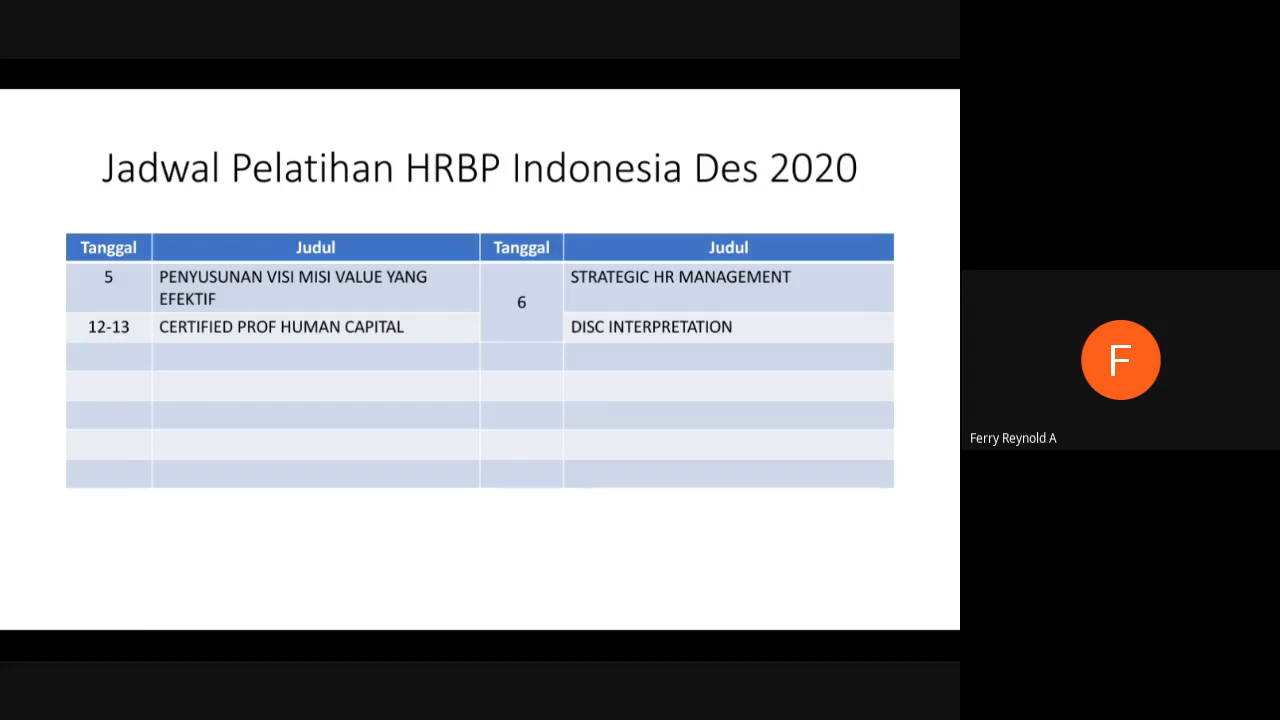 Jadwal Pelatihan HRBP Indonesia Des 2020
Tanggal Judul Tanggal Judul
5 PENYUSUNAN VISI MISI VALUE YANG
EFEKTIF
6
STRATEGIC HR MANAGEMENT
12-13 CERTIFIED PROF HUMAN CAPITAL
DISC INTERPRETATION
F
Ferry Reynold A